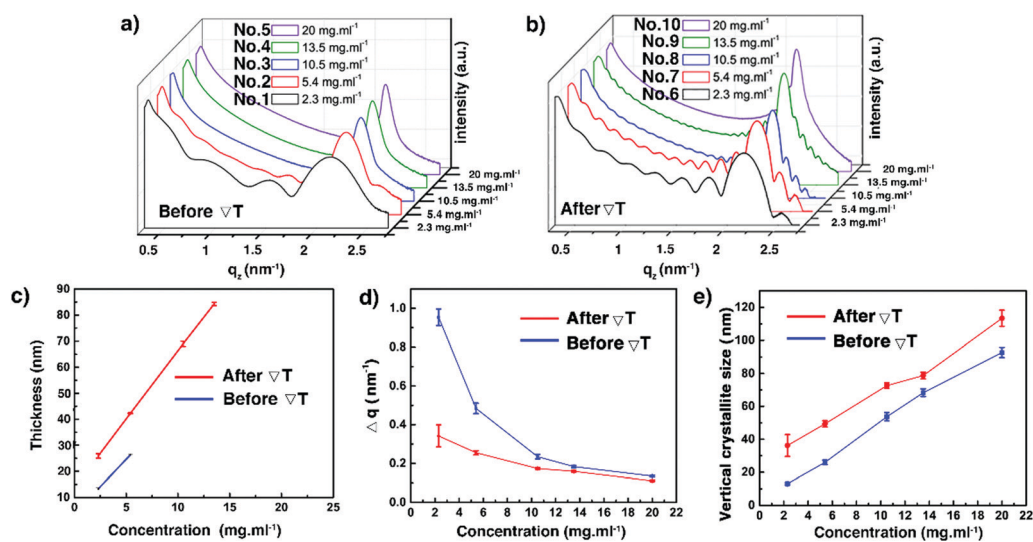 a)
No.5 20 mg.ml⁻¹
No.4 13.5 mg.ml⁻¹
No.3 10.5 mg.ml⁻¹
No.2 5.4 mg.ml⁻¹
No.1 2.3 mg.ml⁻¹
intensity (a.u.)
Before ▽T
20 mg.ml⁻¹
13.5 mg.ml⁻¹
10.5 mg.ml⁻¹
5.4 mg.ml⁻¹
2.3 mg.ml⁻¹
0.5 1 1.5 2 2.5
q_z (nm⁻¹)
b)
No.10 20 mg.ml⁻¹
No.9 13.5 mg.ml⁻¹
No.8 10.5 mg.ml⁻¹
No.7 5.4 mg.ml⁻¹
No.6 2.3 mg.ml⁻¹
intensity (a.u.)
After ▽T
20 mg.ml⁻¹
13.5 mg.ml⁻¹
10.5 mg.ml⁻¹
5.4 mg.ml⁻¹
2.3 mg.ml⁻¹
0.5 1 1.5 2 2.5
q_z (nm⁻¹)
c)
90
80
70
60
50
40
30
20
10
Thickness (nm)
After ▽T
Before ▽T
0 5 10 15 20 25
Concentration (mg.ml⁻¹)
d)
1.0
0.8
0.6
0.4
0.2
0.0
△ q (nm⁻¹)
After ▽T
Before ▽T
0 2 4 6 8 10 12 14 16 18 20 22
Concentration (mg.ml⁻¹)
e)
120
100
80
60
40
20
0
Vertical crystallite size (nm)
After ▽T
Before ▽T
0 2 4 6 8 10 12 14 16 18 20 22
Concentration (mg.ml⁻¹)